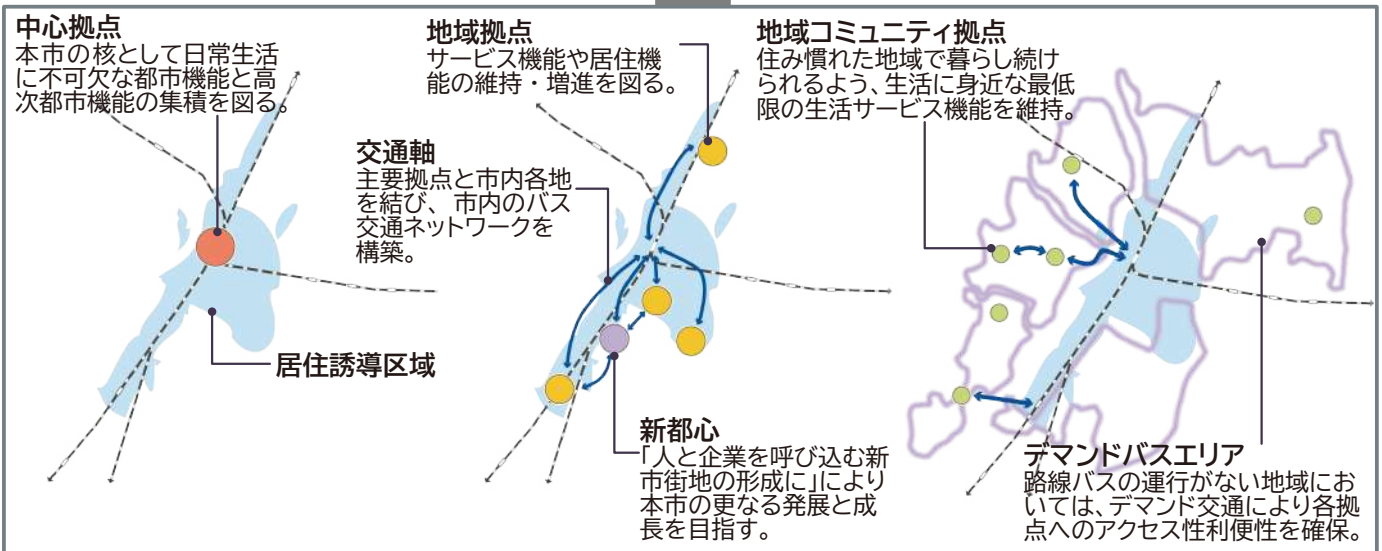 中心拠点
本市の核として日常生活
に不可欠な都市機能と高
次都市機能の集積を図る。
居住誘導区域
地域拠点
サービス機能や居住機
能の維持・増進を図る。
交通軸
主要拠点と市内各地
を結び、市内のバス
交通ネットワークを
構築。
新都心
「人と企業を呼び込む新
市街地の形成に」により
本市の更なる発展と成
長を目指す。
地域コミュニティ拠点
住み慣れた地域で暮らし続け
られるよう、生活に身近な最低
限の生活サービス機能を維持。
デマンドバスエリア
路線バスの運行がない地域にお
いては、デマンド交通により各拠
点へのアクセス性利便性を確保。